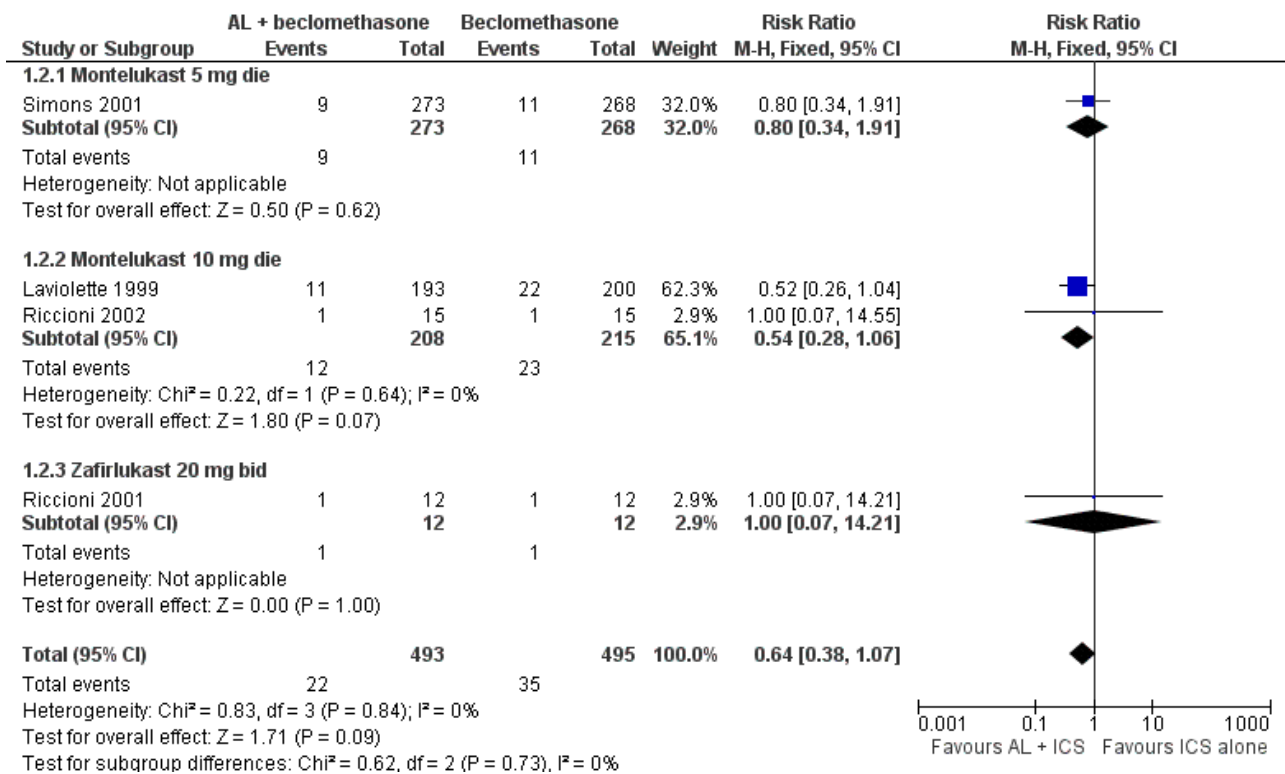 AL + beclomethasone Beclomethasone Risk Ratio Risk Ratio
Study or Subgroup Events Total Events Total Weight M-H, Fixed, 95% CI M-H, Fixed, 95% CI
1.2.1 Montelukast 5 mg die
Simons 2001 9 273 11 268 32.0% 0.80 [0.34, 1.91]
Subtotal (95% CI) 273 268 32.0% 0.80 [0.34, 1.91]
Total events 9 11
Heterogeneity: Not applicable
Test for overall effect: Z = 0.50 (P = 0.62)
1.2.2 Montelukast 10 mg die
Laviolette 1999 11 193 22 200 62.3% 0.52 [0.26, 1.04]
Riccioni 2002 1 15 1 15 2.9% 1.00 [0.07, 14.55]
Subtotal (95% CI) 208 215 65.1% 0.54 [0.28, 1.06]
Total events 12 23
Heterogeneity: Chi² = 0.22, df = 1 (P = 0.64); I² = 0%
Test for overall effect: Z = 1.80 (P = 0.07)
1.2.3 Zafirlukast 20 mg bid
Riccioni 2001 1 12 1 12 2.9% 1.00 [0.07, 14.21]
Subtotal (95% CI) 12 12 2.9% 1.00 [0.07, 14.21]
Total events 1 1
Heterogeneity: Not applicable
Test for overall effect: Z = 0.00 (P = 1.00)
Total (95% CI) 493 495 100.0% 0.64 [0.38, 1.07]
Total events 22 35
Heterogeneity: Chi² = 0.83, df = 3 (P = 0.84); I² = 0%
Test for overall effect: Z = 1.71 (P = 0.09)
Test for subgroup differences: Chi² = 0.62, df = 2 (P = 0.73), I² = 0%
0.001 0.1 1 10 1000
Favours AL + ICS Favours ICS alone